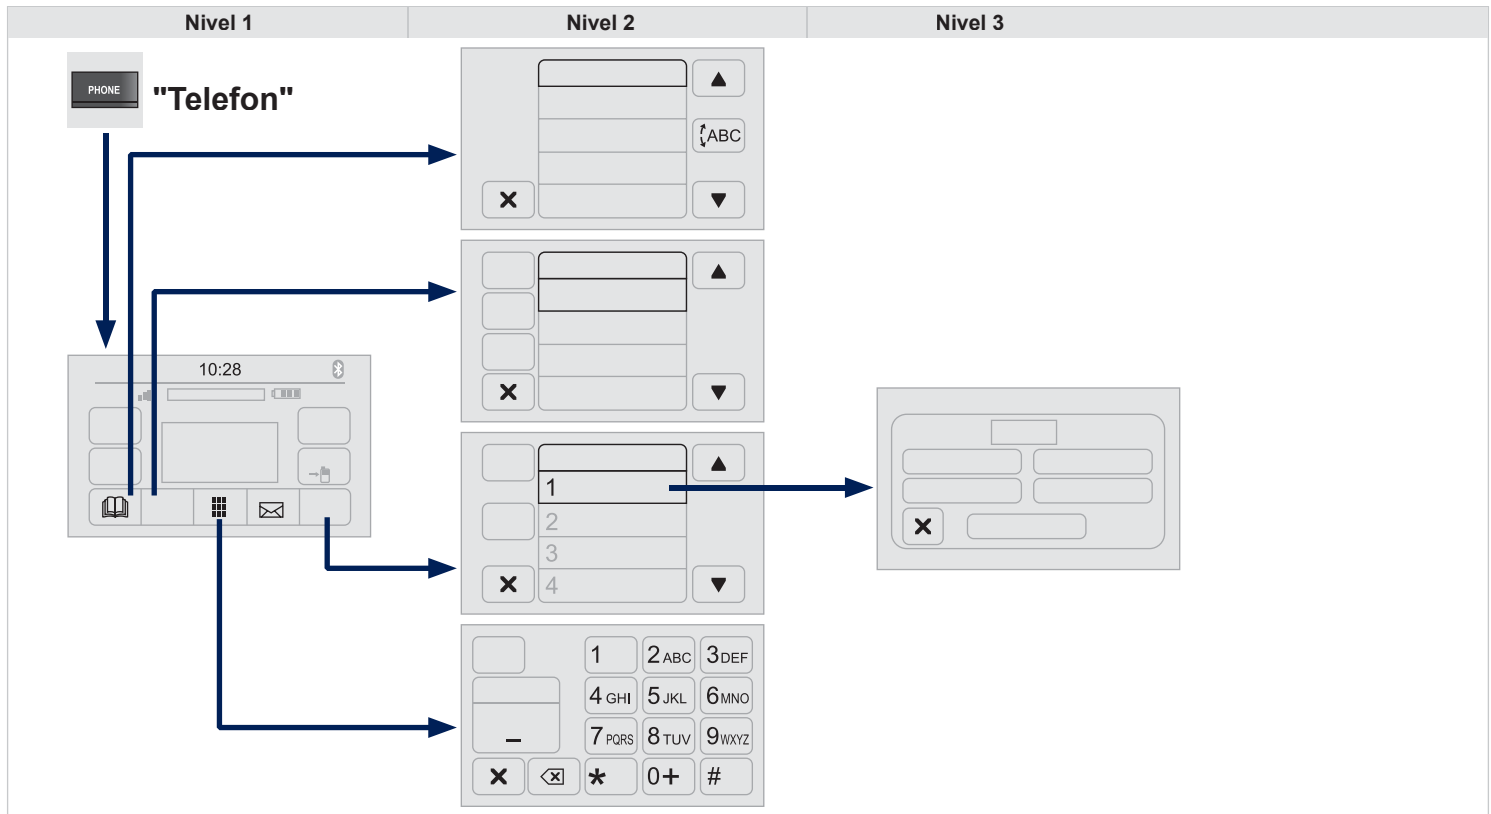 Nivel 1
Nivel 2
Nivel 3
PHONE
"Telefon"
ABC
10:28
1
2
3
4
1
2 ABC
3 DEF
4 GHI
5 JKL
6 MNO
7 PQRS
8 TUV
9 WXYZ
*
0+
#